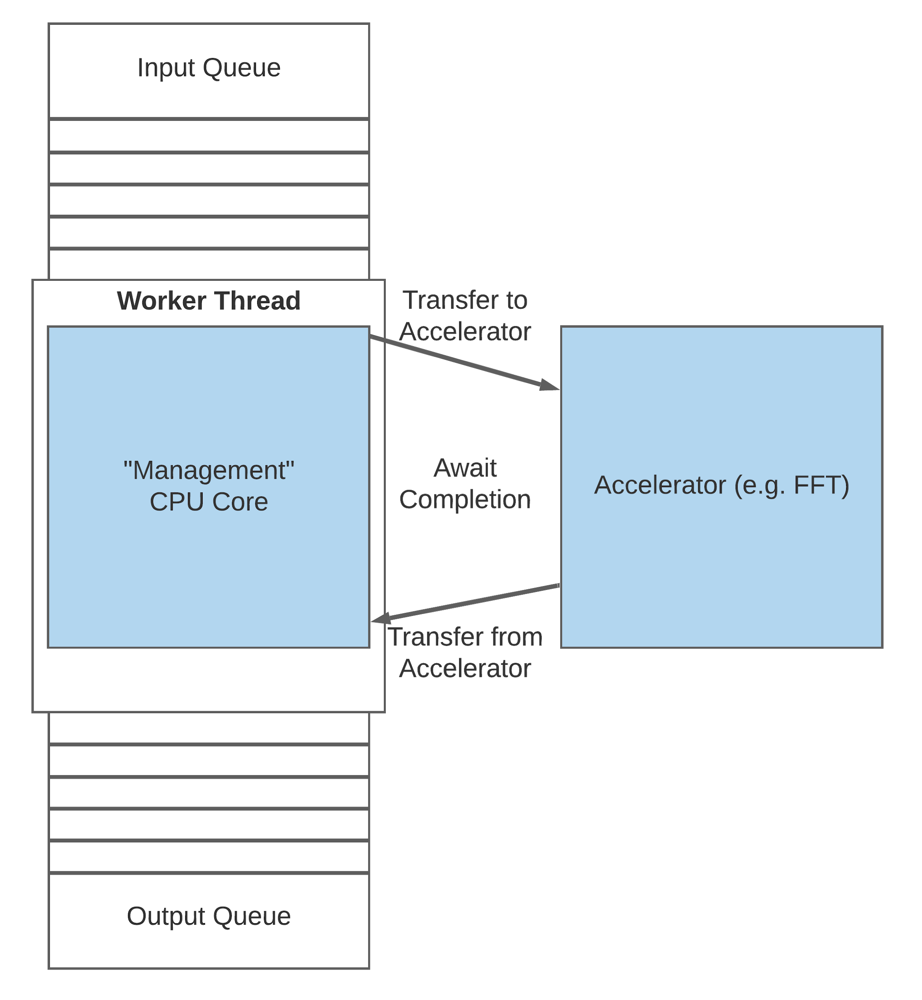 Input Queue
Worker Thread
Transfer to
Accelerator
"Management"
CPU Core
Await
Completion
Accelerator (e.g. FFT)
Transfer from
Accelerator
Output Queue